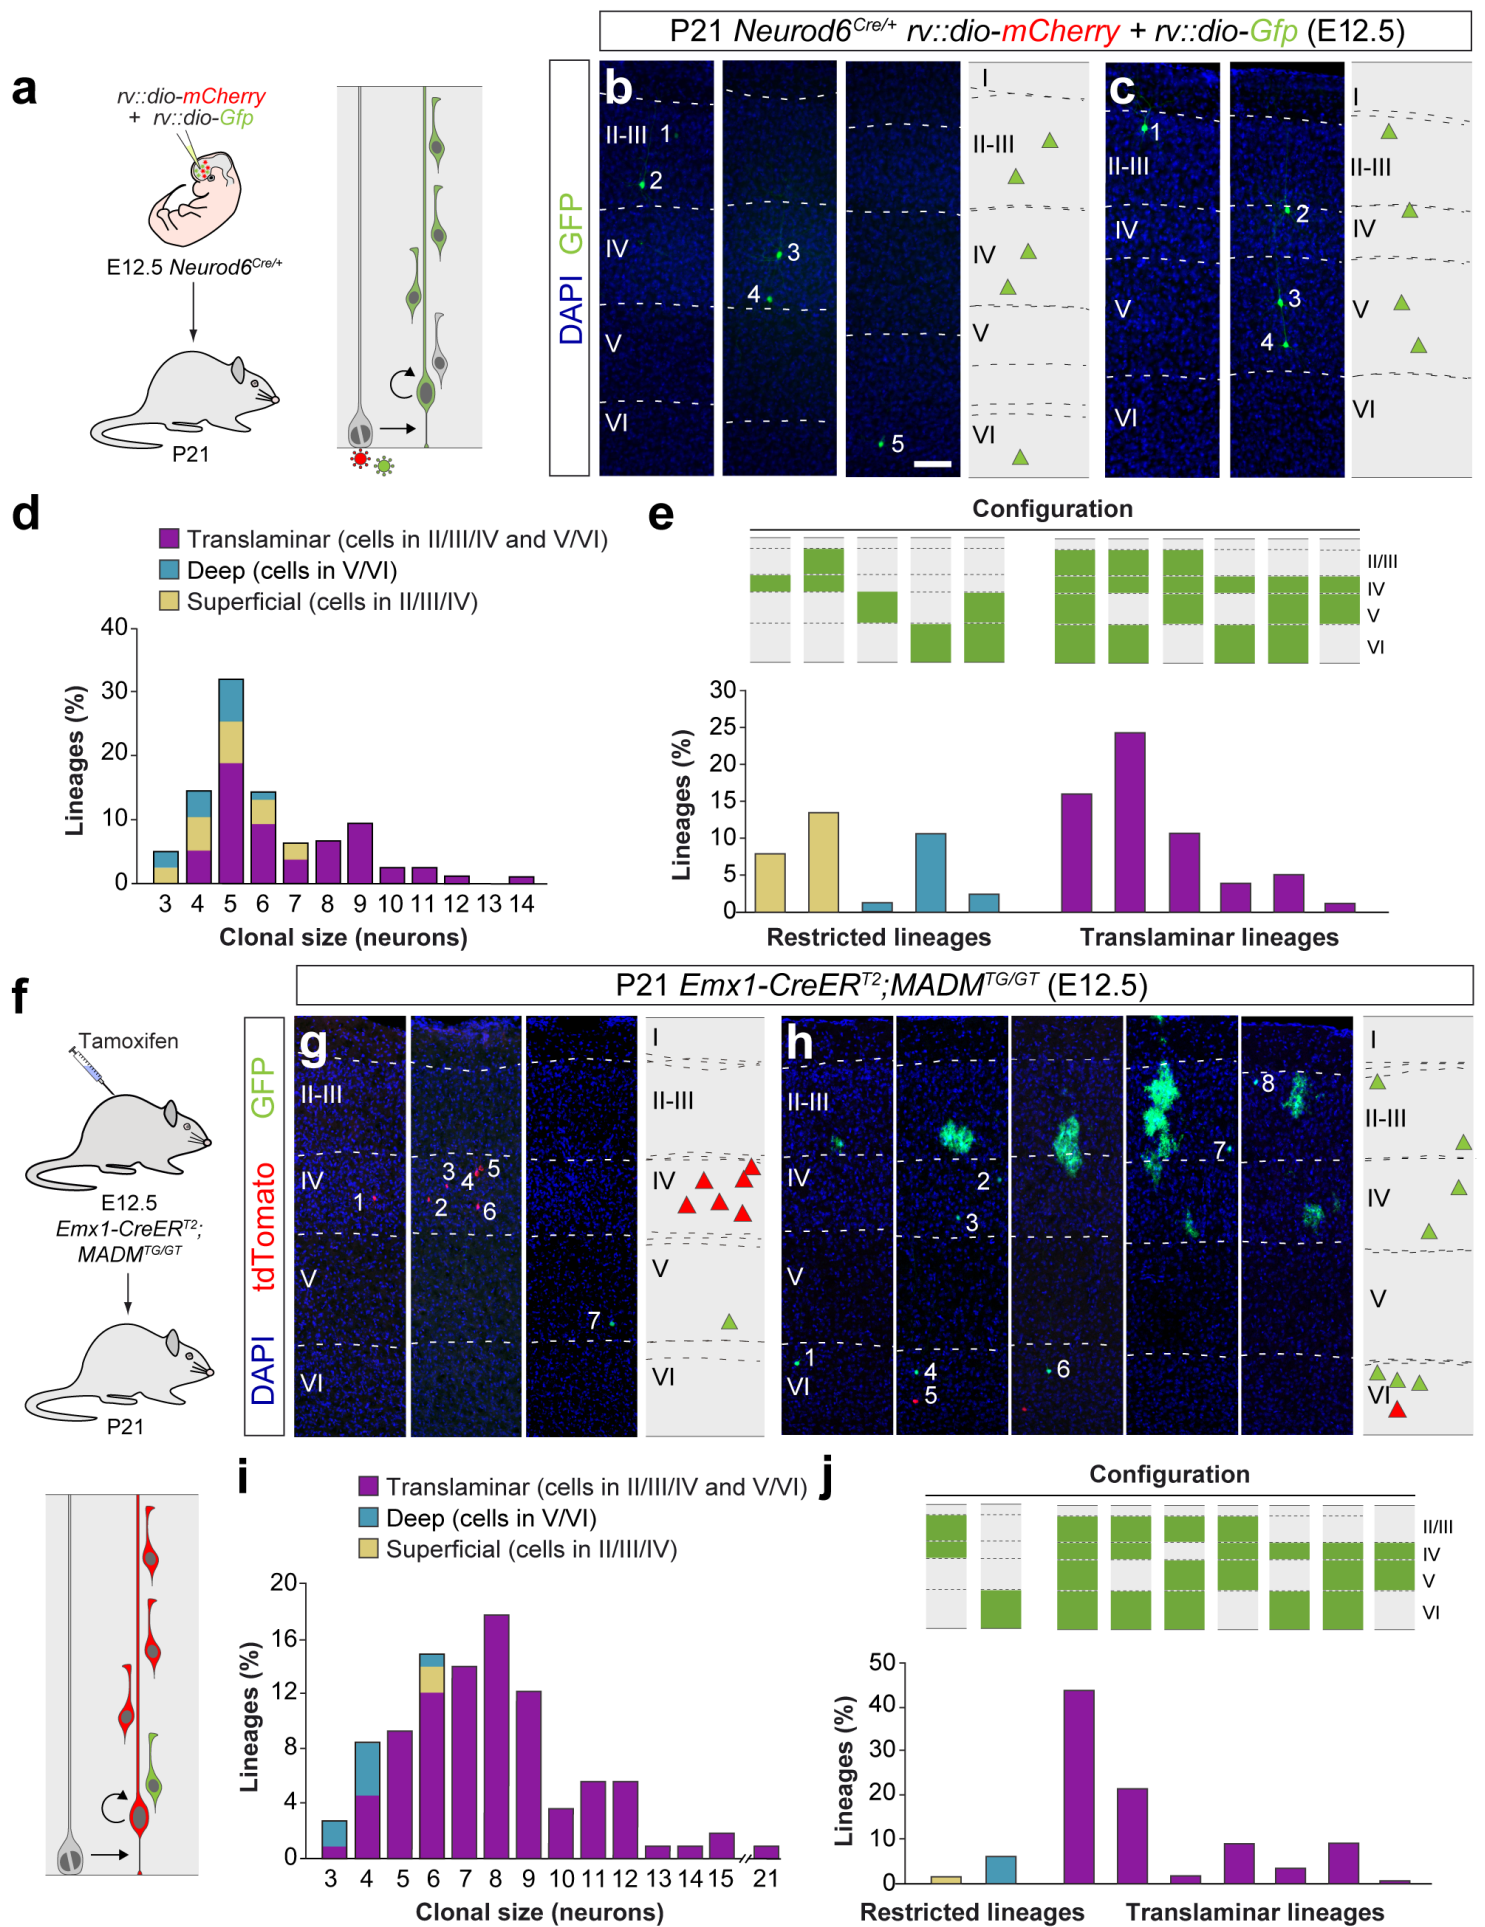 P21 Neurod6Cre/+ rv::dio-mCherry + rv::dio-Gfp (E12.5)
a
rv::dio-mCherry
+ rv::dio-Gfp
E12.5 Neurod6Cre/+
P21
DAPI GFP
b
II-III
IV
V
VI
1
2
3
4
5
I
II-III
IV
V
VI
c
II-III
IV
V
VI
1
2
3
4
I
II-III
IV
V
VI
d
Translaminar (cells in II/III/IV and V/VI)
Deep (cells in V/VI)
Superficial (cells in II/III/IV)
Lineages (%)
40
30
20
10
0
3 4 5 6 7 8 9 10 11 12 13 14
Clonal size (neurons)
e
Configuration
II/III
IV
V
VI
Lineages (%)
30
25
20
15
10
5
0
Restricted lineages
Translaminar lineages
f
P21 Emx1-CreERT2;MADMTG/GT (E12.5)
Tamoxifen
E12.5
Emx1-CreERT2;
MADMTG/GT
P21
DAPI tdTomato GFP
g
II-III
IV
V
VI
1
2
3
4
5
6
7
I
II-III
IV
V
VI
h
II-III
IV
V
VI
1
2
3
4
5
6
7
8
I
II-III
IV
V
VI
i
Translaminar (cells in II/III/IV and V/VI)
Deep (cells in V/VI)
Superficial (cells in II/III/IV)
Lineages (%)
20
16
12
8
4
0
3 4 5 6 7 8 9 10 11 12 13 14 15 21
Clonal size (neurons)
j
Configuration
II/III
IV
V
VI
Lineages (%)
50
40
30
20
10
0
Restricted lineages
Translaminar lineages